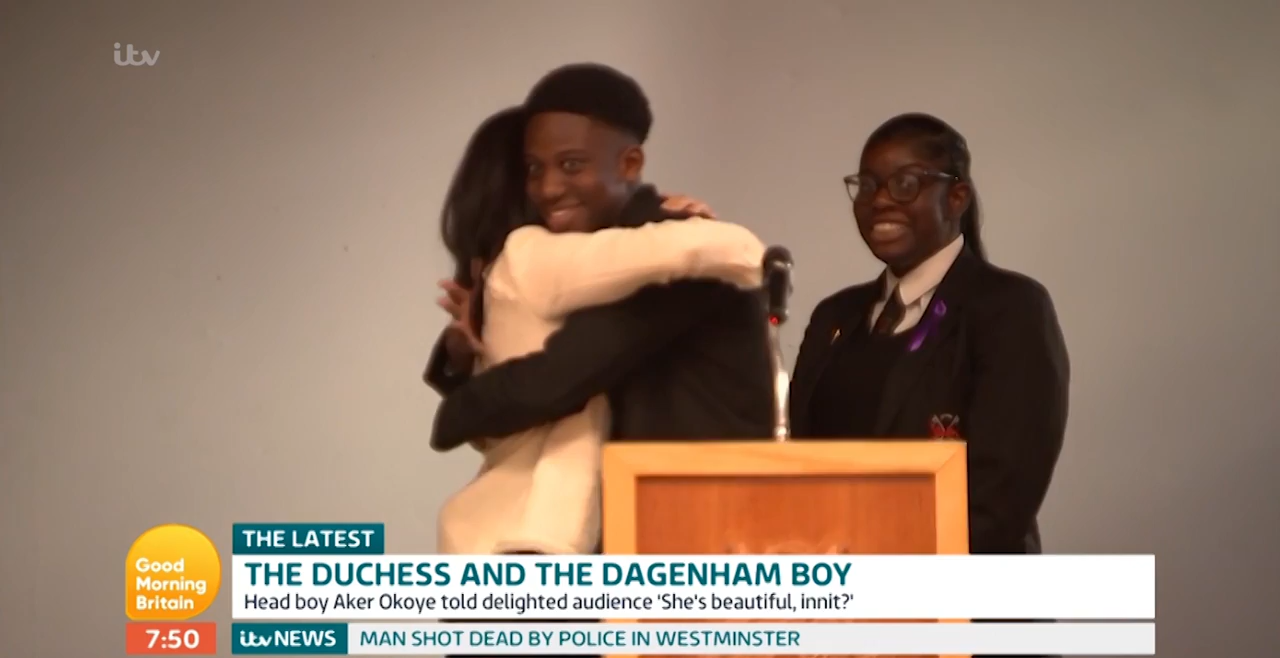 itv
THE LATEST
Good
Morning
Britain
THE DUCHESS AND THE DAGENHAM BOY
Head boy Aker Okoye told delighted audience 'She's beautiful, innit?'
7:50
itv NEWS
MAN SHOT DEAD BY POLICE IN WESTMINSTER